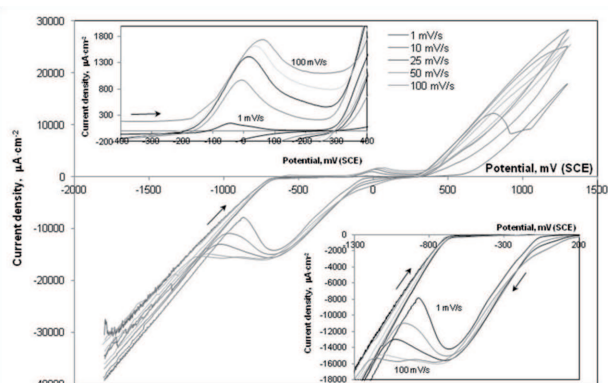 30000
20000
10000
0
-10000
-20000
-30000
-40000
Current density, µA·cm-2
-2000
-1500
-1000
-500
0
500
1000
1500
Potential, mV (SCE)
1 mV/s
10 mV/s
25 mV/s
50 mV/s
100 mV/s
1800
1300
800
300
-200
Current density, µA·cm-2
100 mV/s
1 mV/s
-400
-300
-200
-100
0
100
200
300
400
Potential, mV (SCE)
Potential, mV (SCE)
-1300
-800
-300
200
0
-2000
-4000
-6000
-8000
-10000
-12000
-14000
-16000
-18000
Current density, µA·cm-2
1 mV/s
100 mV/s